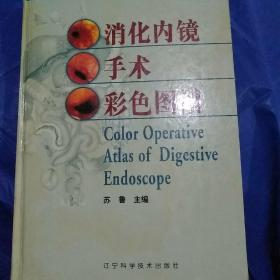 消化内镜
手术
彩色图谱
Color Operative
Atlas of Digestive
Endoscope
苏 鲁 主编
辽宁科学技术出版社